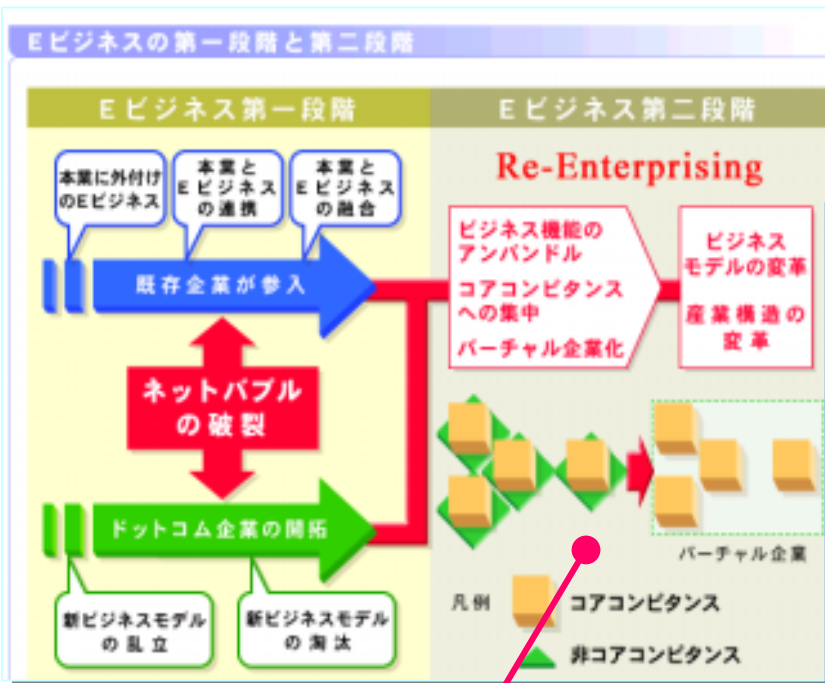 Eビジネスの第一段階と第二段階
Eビジネス第一段階
Eビジネス第二段階
本業に外付け
のEビジネス
本業と
Eビジネス
の連携
本業と
Eビジネス
の融合
既存企業が参入
ネットバブル
の破裂
ドットコム企業の開拓
新ビジネスモデル
の乱立
新ビジネスモデル
の淘汰
Re-Enterprising
ビジネス機能の
アンバンドル
コアコンピタンス
への集中
バーチャル企業化
ビジネス
モデルの変革
産業構造の
変革
バーチャル企業
凡例
コアコンピタンス
非コアコンピタンス